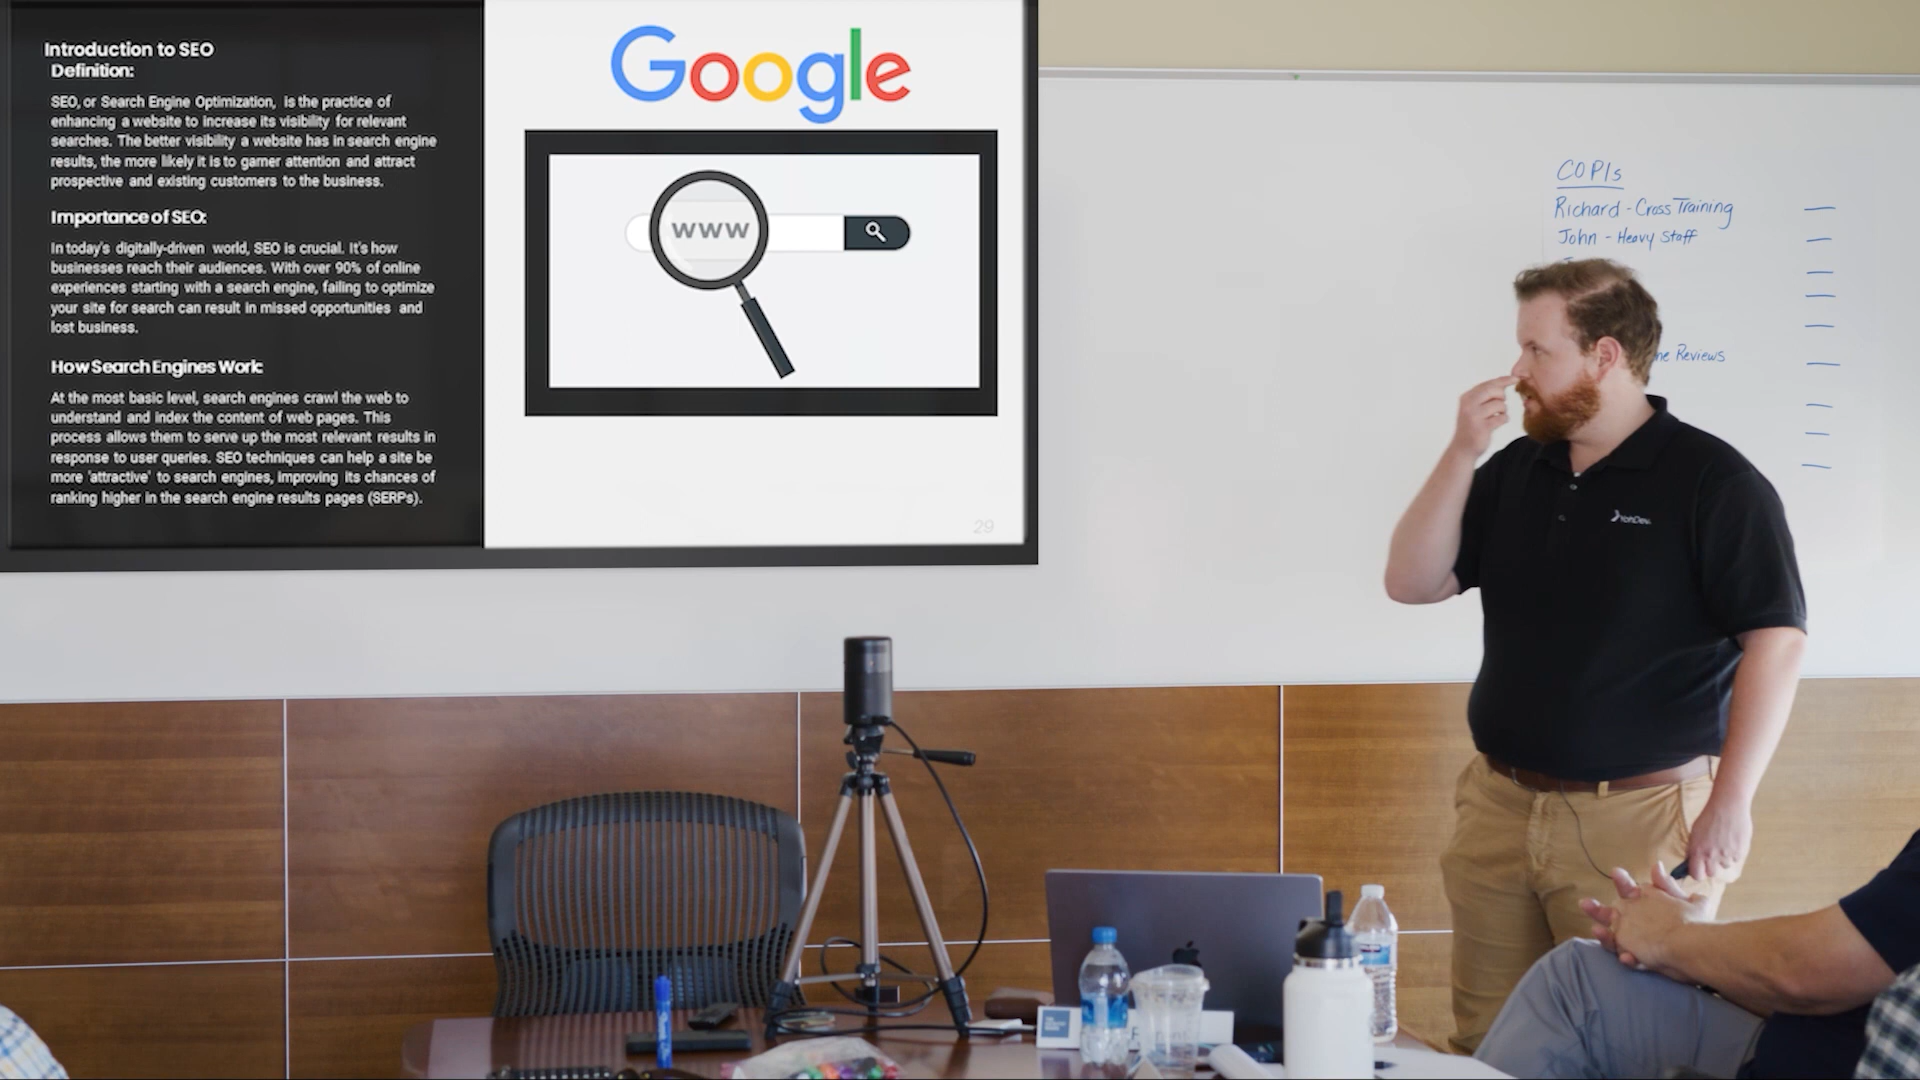 Introduction to SEO
Definition:
SEO, or Search Engine Optimization, is the practice of
enhancing a website to increase its visibility for relevant
searches. The better visibility a website has in search engine
results, the more likely it is to garner attention and attract
prospective and existing customers to the business.
Importance of SEO:
In today's digitally-driven world, SEO is crucial. It's how
businesses reach their audiences. With over 90% of online
experiences starting with a search engine, failing to optimize
your site for search can result in missed opportunities and
lost business.
How Search Engines Work:
At the most basic level, search engines crawl the web to
understand and index the content of web pages. This
process allows them to serve up the most relevant results in
response to user queries. SEO techniques can help a site be
more 'attractive' to search engines, improving its chances of
ranking higher in the search engine results pages (SERPs).
Google
WWW
29
COPIs
Richard - Cross Training
John - Heavy Staff
Reviews